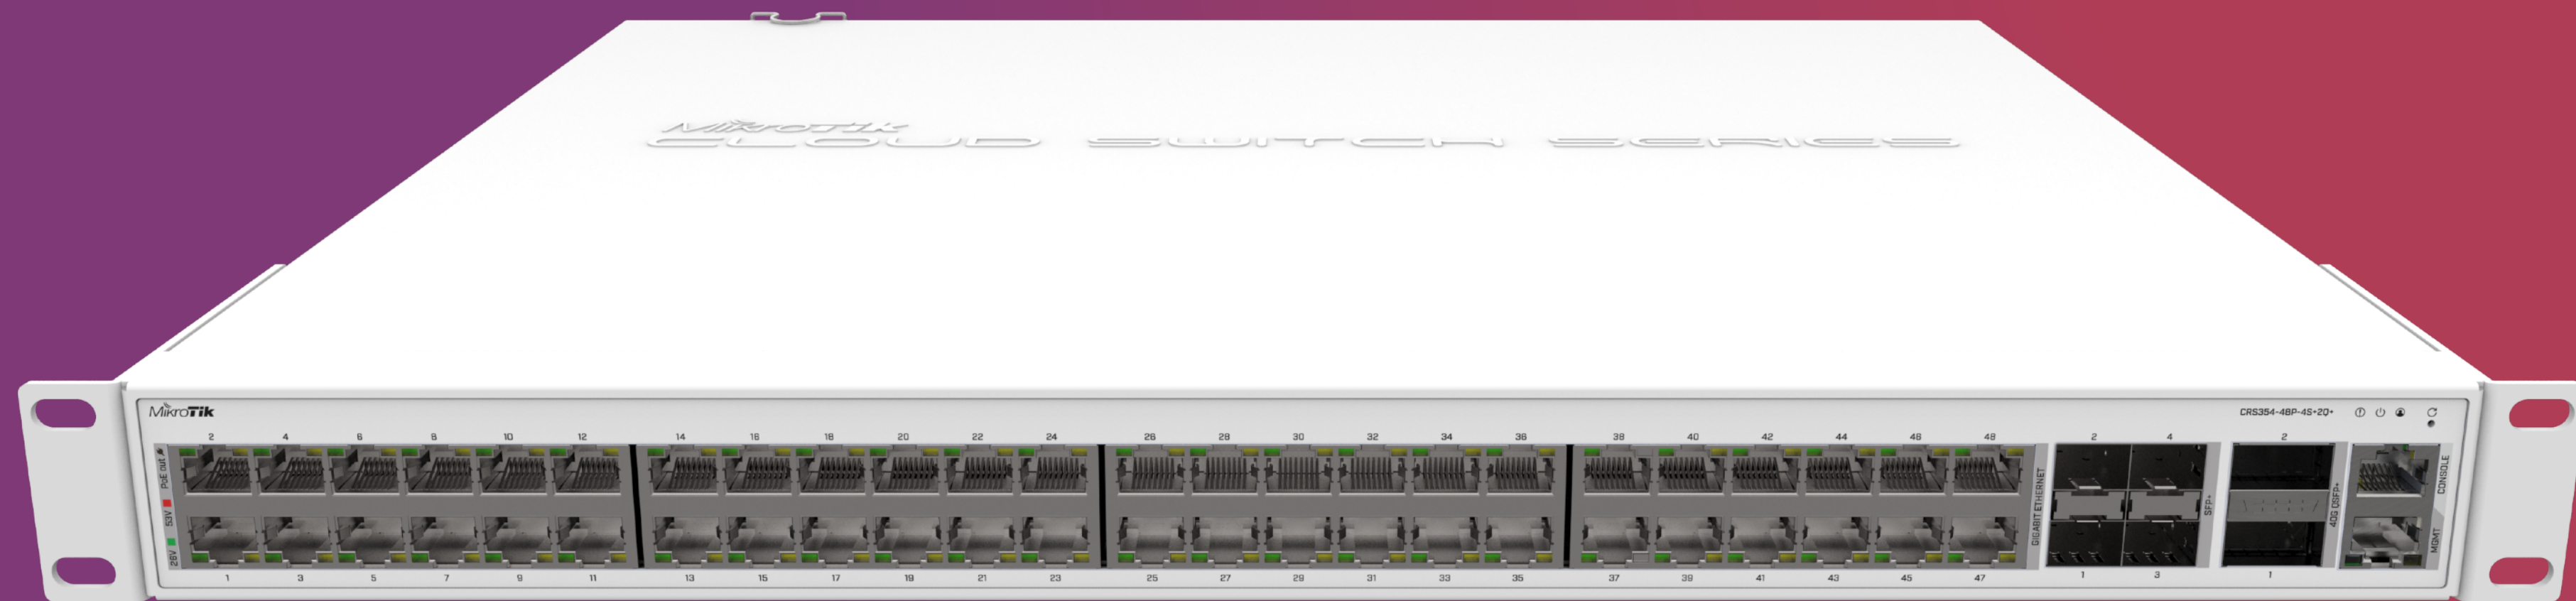 MikroTik
CLOUD SWITCH SERIES
MikroTik
CRS354-48P-4S+2Q+
2 4 6 8 10 12 14 16 18 20 22 24 26 28 30 32 34 36 38 40 42 44 46 48 2 4 2
PoE out
53V
28V
GIGABIT ETHERNET
SFP+
40G QSFP+
CONSOLE
MGMT
1 3 5 7 9 11 13 15 17 19 21 23 25 27 29 31 33 35 37 39 41 43 45 47 1 3 1